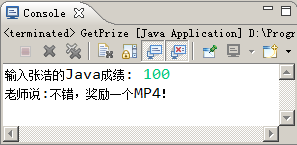 Console
<terminated> GetPrize [Java Application] D:\Progr
输入张浩的Java成绩: 100
老师说:不错，奖励一个MP4!